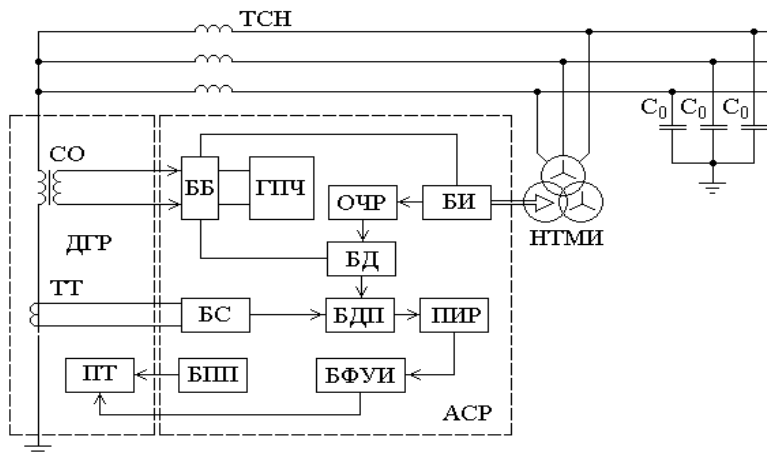 ТСН
C0 C0 C0
СО
ББ
ГПЧ
ОЧР
БИ
НТМИ
ДГР
БД
ТТ
БС
БДП
ПИР
ПТ
БПП
БФУИ
АСР